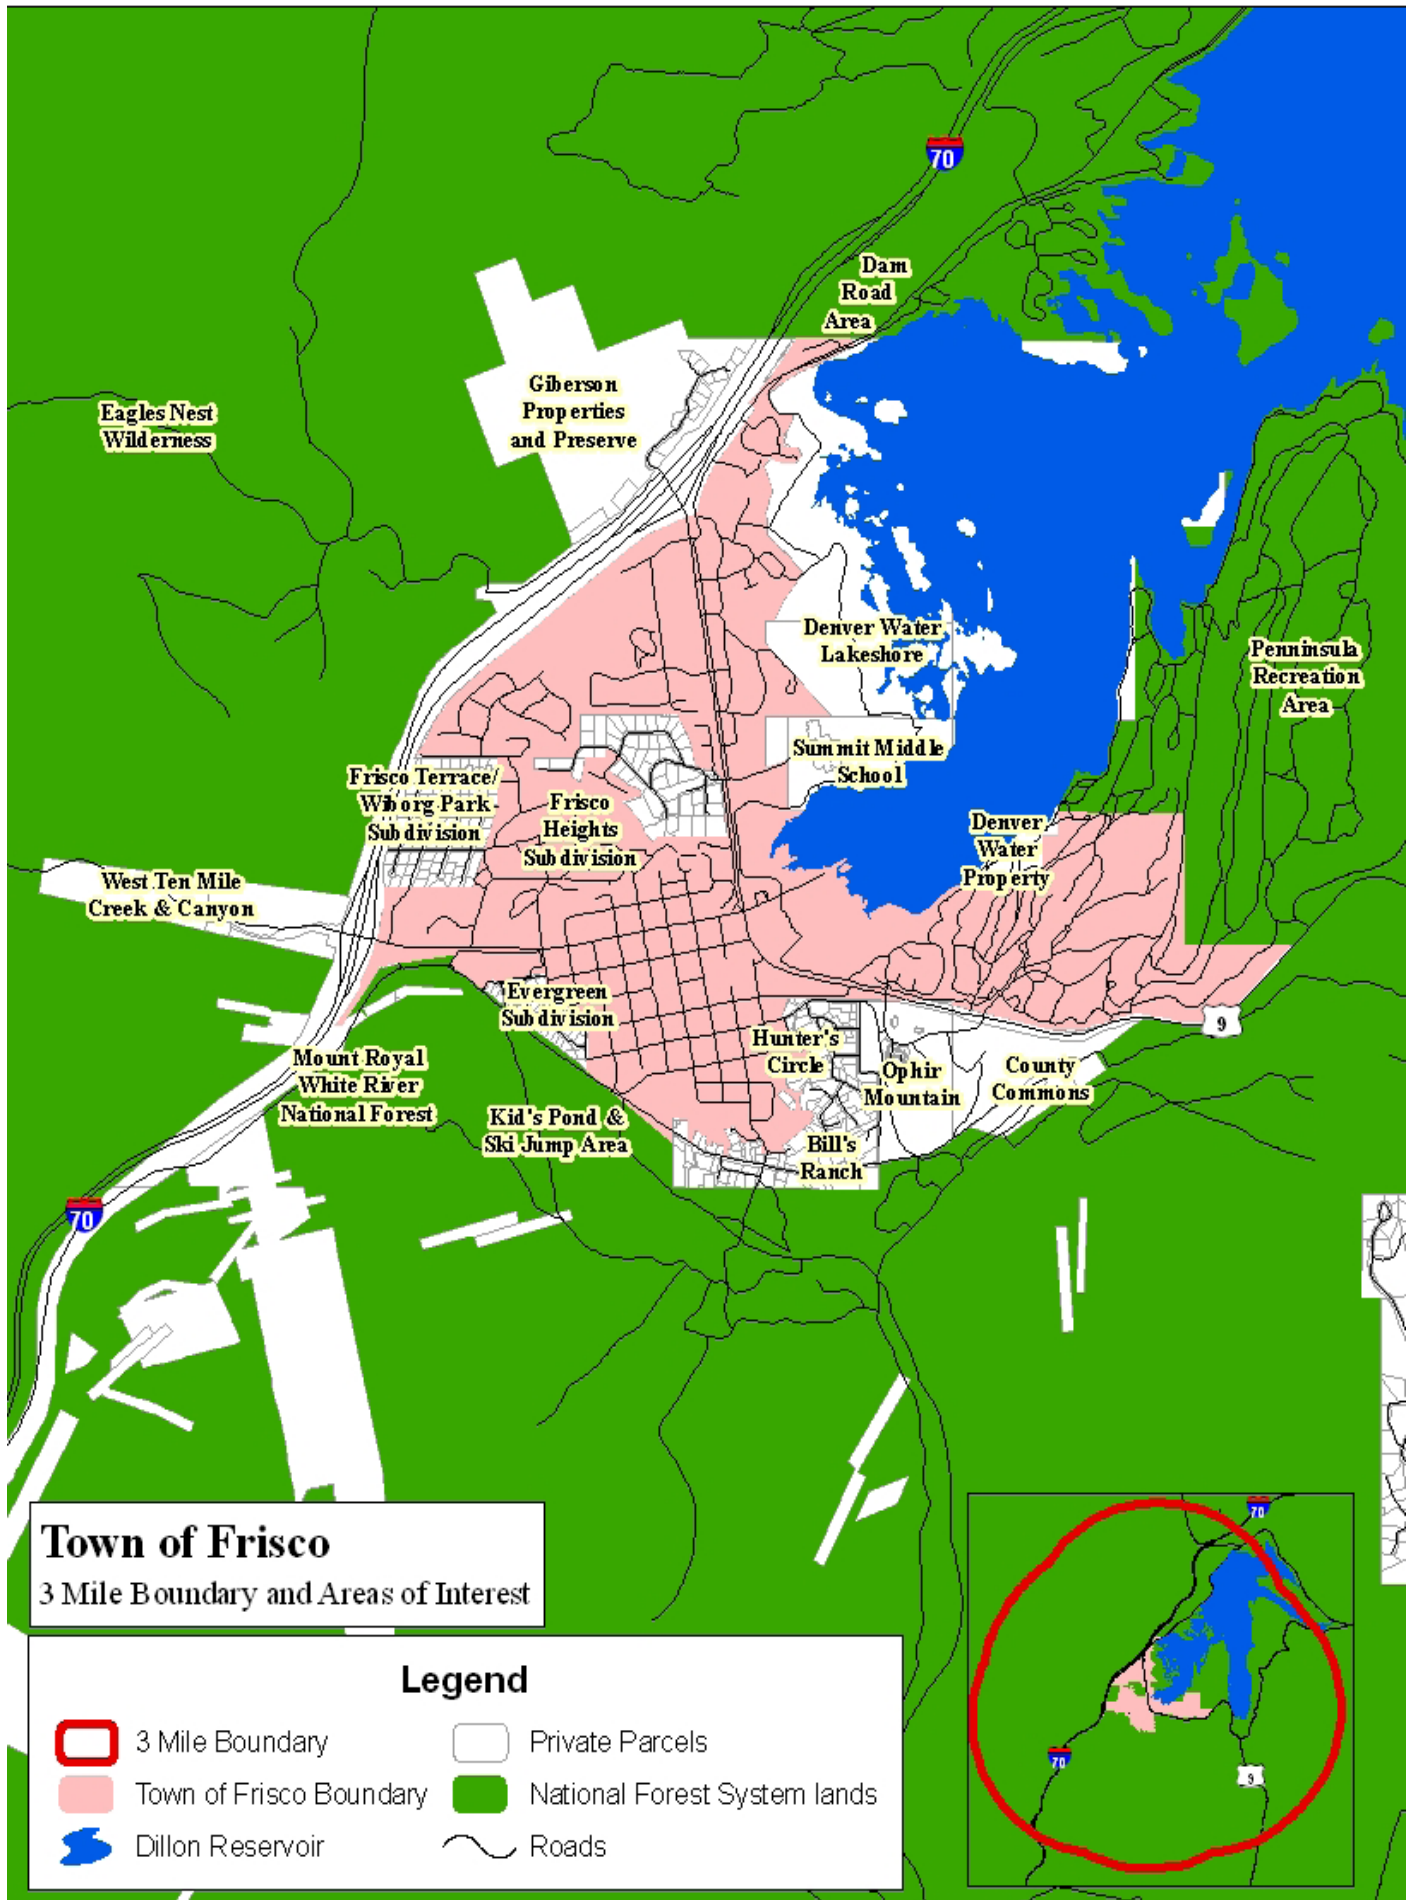 70
Dam
Road
Area
Giberson
Properties
and Preserve
Eagles Nest
Wilderness
Denver Water
Lakeshore
Penninsula
Recreation
Area
Summit Middle
School
Frisco Terrace/
Wiborg Park
Subdivision
Frisco
Heights
Subdivision
Denver
Water
Property
West Ten Mile
Creek & Canyon
Evergreen
Subdivision
9
Hunter's
Circle
Ophir
Mountain
County
Commons
Mount Royal
White River
National Forest
Kid's Pond &
Ski Jump Area
Bill's
Ranch
70
Town of Frisco
3 Mile Boundary and Areas of Interest
Legend
3 Mile Boundary
Private Parcels
Town of Frisco Boundary
National Forest System lands
Dillon Reservoir
Roads
70
70
9